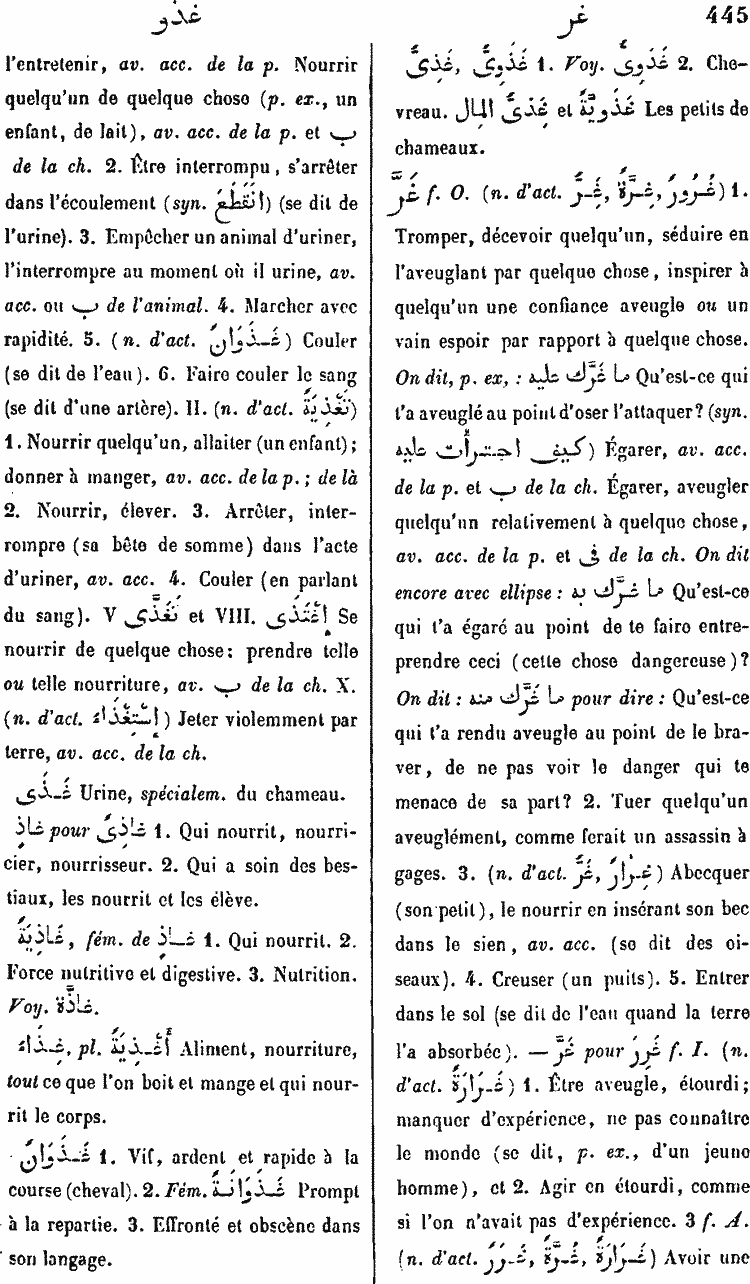 غذو
غر
445
l'entretenir, av. acc. de la p. Nourrir
quelqu'un de quelque chose (p. ex., un
enfant, de lait), av. acc. de la p. et ب
de la ch. 2. Être interrompu, s'arrêter
dans l'écoulement (syn. اِنْقَطَعَ) (se dit de
l'urine). 3. Empêcher un animal d'uriner,
l'interrompre au moment où il urine, av.
acc. ou ب de l'animal. 4. Marcher avec
rapidité. 5. (n. d'act. غَذَوَانٌ) Couler
(se dit de l'eau). 6. Faire couler le sang
(se dit d'une artère). II. (n. d'act. تَغْذِيَةٌ)
1. Nourrir quelqu'un, allaiter (un enfant);
donner à manger, av. acc. de la p.; de là
2. Nourrir, élever. 3. Arrêter, inter-
rompre (sa bête de somme) dans l'acte
d'uriner, av. acc. 4. Couler (en parlant
du sang). V تَغَذَّى et VIII. اِغْتَذَى Se
nourrir de quelque chose: prendre telle
ou telle nourriture, av. ب de la ch. X.
(n. d'act. اِسْتِغْذَاءٌ) Jeter violemment par
terre, av. acc. de la ch.
غَذَى Urine, spécialem. du chameau.
غَاذٍ pour غَاذِىٌ 1. Qui nourrit, nourri-
cier, nourrisseur. 2. Qui a soin des bes-
tiaux, les nourrit et les élève.
غَاذِيَةٌ, fém. de غَاذٍ 1. Qui nourrit. 2.
Force nutritive et digestive. 3. Nutrition.
Voy. غاذّة.
غِذَاءٌ, pl. أَغْذِيَةٌ Aliment, nourriture,
tout ce que l'on boit et mange et qui nour-
rit le corps.
غَذَوَانٌ 1. Vif, ardent et rapide à la
course (cheval). 2. Fém. غَذَوَانَةٌ Prompt
à la repartie. 3. Effronté et obscène dans
son langage.
غَذِىٌّ, غَذَوِىٌّ 1. Voy. غَدَوِىٌّ 2. Che-
vreau. غَذِىُّ المال et غَذَوِيَّةٌ Les petits de
chameaux.
غَرَّ f. O. (n. d'act. غُرُورٌ, غِرَّةٌ, غَرٌّ) 1.
Tromper, décevoir quelqu'un, séduire en
l'aveuglant par quelque chose, inspirer à
quelqu'un une confiance aveugle ou un
vain espoir par rapport à quelque chose.
On dit, p. ex, : ما غَرَّك عليه Qu'est-ce qui
t'a aveuglé au point d'oser l'attaquer? (syn.
كيف اجترأت عليه) Égarer, av. acc.
de la p. et ب de la ch. Égarer, aveugler
quelqu'un relativement à quelque chose,
av. acc. de la p. et فى de la ch. On dit
encore avec ellipse : ما غرّك به Qu'est-ce
qui t'a égaré au point de te faire entre-
prendre ceci (cette chose dangereuse)?
On dit : ما غرّك منه pour dire : Qu'est-ce
qui t'a rendu aveugle au point de le bra-
ver, de ne pas voir le danger qui te
menace de sa part? 2. Tuer quelqu'un
aveuglément, comme ferait un assassin à
gages. 3. (n. d'act. غَرٌّ, غِرَارٌ) Abecquer
(son petit), le nourrir en insérant son bec
dans le sien, av. acc. (se dit des oi-
seaux). 4. Creuser (un puits). 5. Entrer
dans le sol (se dit de l'eau quand la terre
l'a absorbée). — غَرَّ pour غَرِرَ f. I. (n.
d'act. غَرَارَةٌ) 1. Être aveugle, étourdi;
manquer d'expérience, ne pas connaître
le monde (se dit, p. ex., d'un jeune
homme), et 2. Agir en étourdi, comme
si l'on n'avait pas d'expérience. 3 f. A.
(n. d'act. غَرَرٌ, غُرَّةٌ, غَرَارَةٌ) Avoir une